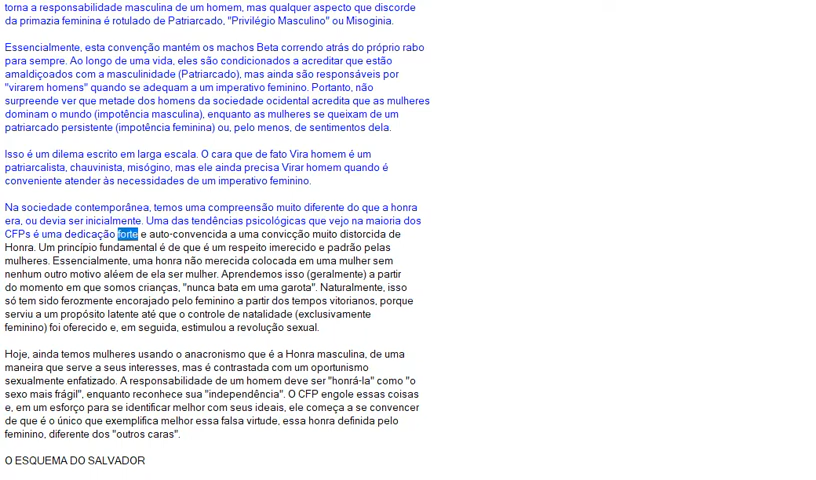 torna a responsabilidade masculina de um homem, mas qualquer aspecto que discorde
da primazia feminina é rotulado de Patriarcado, "Privilégio Masculino" ou Misoginia.
Essencialmente, esta convenção mantém os machos Beta correndo atrás do próprio rabo
para sempre. Ao longo de uma vida, eles são condicionados a acreditar que estão
amaldiçoados com a masculinidade (Patriarcado), mas ainda são responsáveis por
"virarem homens" quando se adequam a um imperativo feminino. Portanto, não
surpreende ver que metade dos homens da sociedade ocidental acredita que as mulheres
dominam o mundo (impotência masculina), enquanto as mulheres se queixam de um
patriarcado persistente (impotência feminina) ou, pelo menos, de sentimentos dela.
Isso é um dilema escrito em larga escala. O cara que de fato Vira homem é um
patriarcalista, chauvinista, misógino, mas ele ainda precisa Virar homem quando é
conveniente atender às necessidades de um imperativo feminino.
Na sociedade contemporânea, temos uma compreensão muito diferente do que a honra
era, ou devia ser inicialmente. Uma das tendências psicológicas que vejo na maioria dos
CFPs é uma dedicação forte e auto-convencida a uma convicção muito distorcida de
Honra. Um princípio fundamental é de que é um respeito imerecido e padrão pelas
mulheres. Essencialmente, uma honra não merecida colocada em uma mulher sem
nenhum outro motivo aléem de ela ser mulher. Aprendemos isso (geralmente) a partir
do momento em que somos crianças, "nunca bata em uma garota". Naturalmente, isso
só tem sido ferozmente encorajado pelo feminino a partir dos tempos vitorianos, porque
serviu a um propósito latente até que o controle de natalidade (exclusivamente
feminino) foi oferecido e, em seguida, estimulou a revolução sexual.
Hoje, ainda temos mulheres usando o anacronismo que é a Honra masculina, de uma
maneira que serve a seus interesses, mas é contrastada com um oportunismo
sexualmente enfatizado. A responsabilidade de um homem deve ser "honrá-la" como "o
sexo mais frágil", enquanto reconhece sua "independência". O CFP engole essas coisas
e, em um esforço para se identificar melhor com seus ideais, ele começa a se convencer
de que é o único que exemplifica melhor essa falsa virtude, essa honra definida pelo
feminino, diferente dos "outros caras".
O ESQUEMA DO SALVADOR